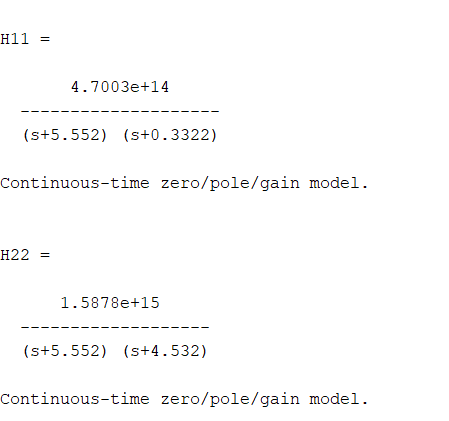 H11 =
4.7003e+14
--------------------
(s+5.552) (s+0.3322)
Continuous-time zero/pole/gain model.
H22 =
1.5878e+15
-------------------
(s+5.552) (s+4.532)
Continuous-time zero/pole/gain model.